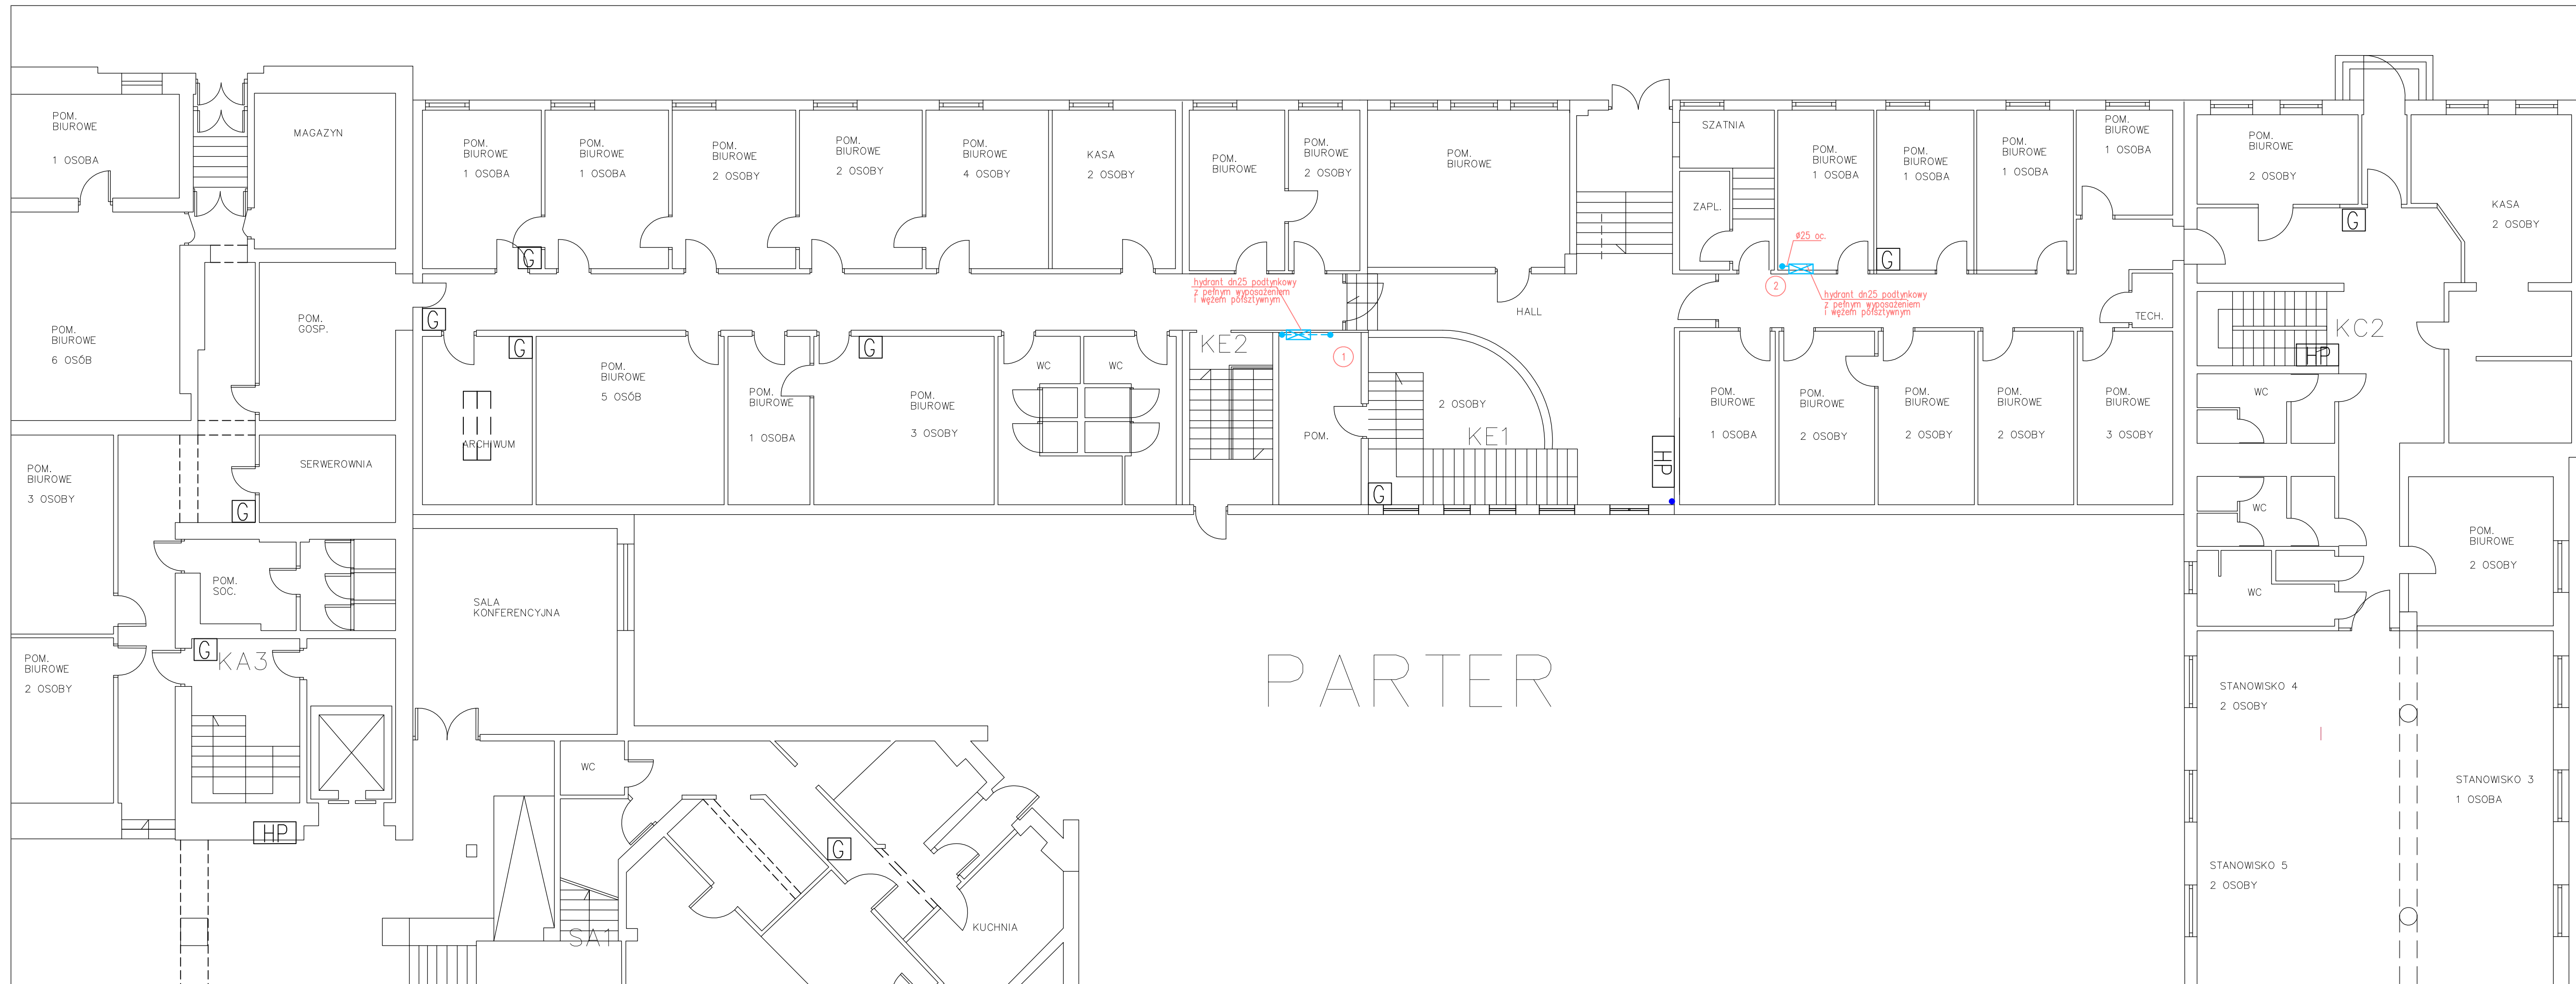 POM.
BIUROWE
1 OSOBA
MAGAZYN
POM.
BIUROWE
1 OSOBA
POM.
BIUROWE
1 OSOBA
POM.
BIUROWE
2 OSOBY
POM.
BIUROWE
2 OSOBY
POM.
BIUROWE
4 OSOBY
KASA
2 OSOBY
POM.
BIUROWE
POM.
BIUROWE
2 OSOBY
POM.
BIUROWE
SZATNIA
ZAPL.
POM.
BIUROWE
1 OSOBA
POM.
BIUROWE
1 OSOBA
POM.
BIUROWE
1 OSOBA
POM.
BIUROWE
1 OSOBA
POM.
BIUROWE
2 OSOBY
KASA
2 OSOBY
G
G
G
ø25 oc.
hydrant dn25 podtynkowy
z pełnym wyposażeniem
i wężem półsztywnym
2
hydrant dn25 podtynkowy
z pełnym wyposażeniem
i wężem półsztywnym
HALL
TECH.
POM.
BIUROWE
6 OSÓB
POM.
GOSP.
G
G
G
KE2
1
KC2
HP
POM.
BIUROWE
5 OSÓB
POM.
BIUROWE
1 OSOBA
POM.
BIUROWE
3 OSOBY
WC
WC
ARCHIWUM
POM.
2 OSOBY
KE1
G
HP
POM.
BIUROWE
1 OSOBA
POM.
BIUROWE
2 OSOBY
POM.
BIUROWE
2 OSOBY
POM.
BIUROWE
2 OSOBY
POM.
BIUROWE
3 OSOBY
WC
WC
WC
POM.
BIUROWE
2 OSOBY
POM.
BIUROWE
3 OSOBY
SERWEROWNIA
G
POM.
SOC.
SALA
KONFERENCYJNA
G
KA3
POM.
BIUROWE
2 OSOBY
PARTER
HP
WC
G
SA1
KUCHNIA
STANOWISKO 4
2 OSOBY
STANOWISKO 3
1 OSOBA
STANOWISKO 5
2 OSOBY